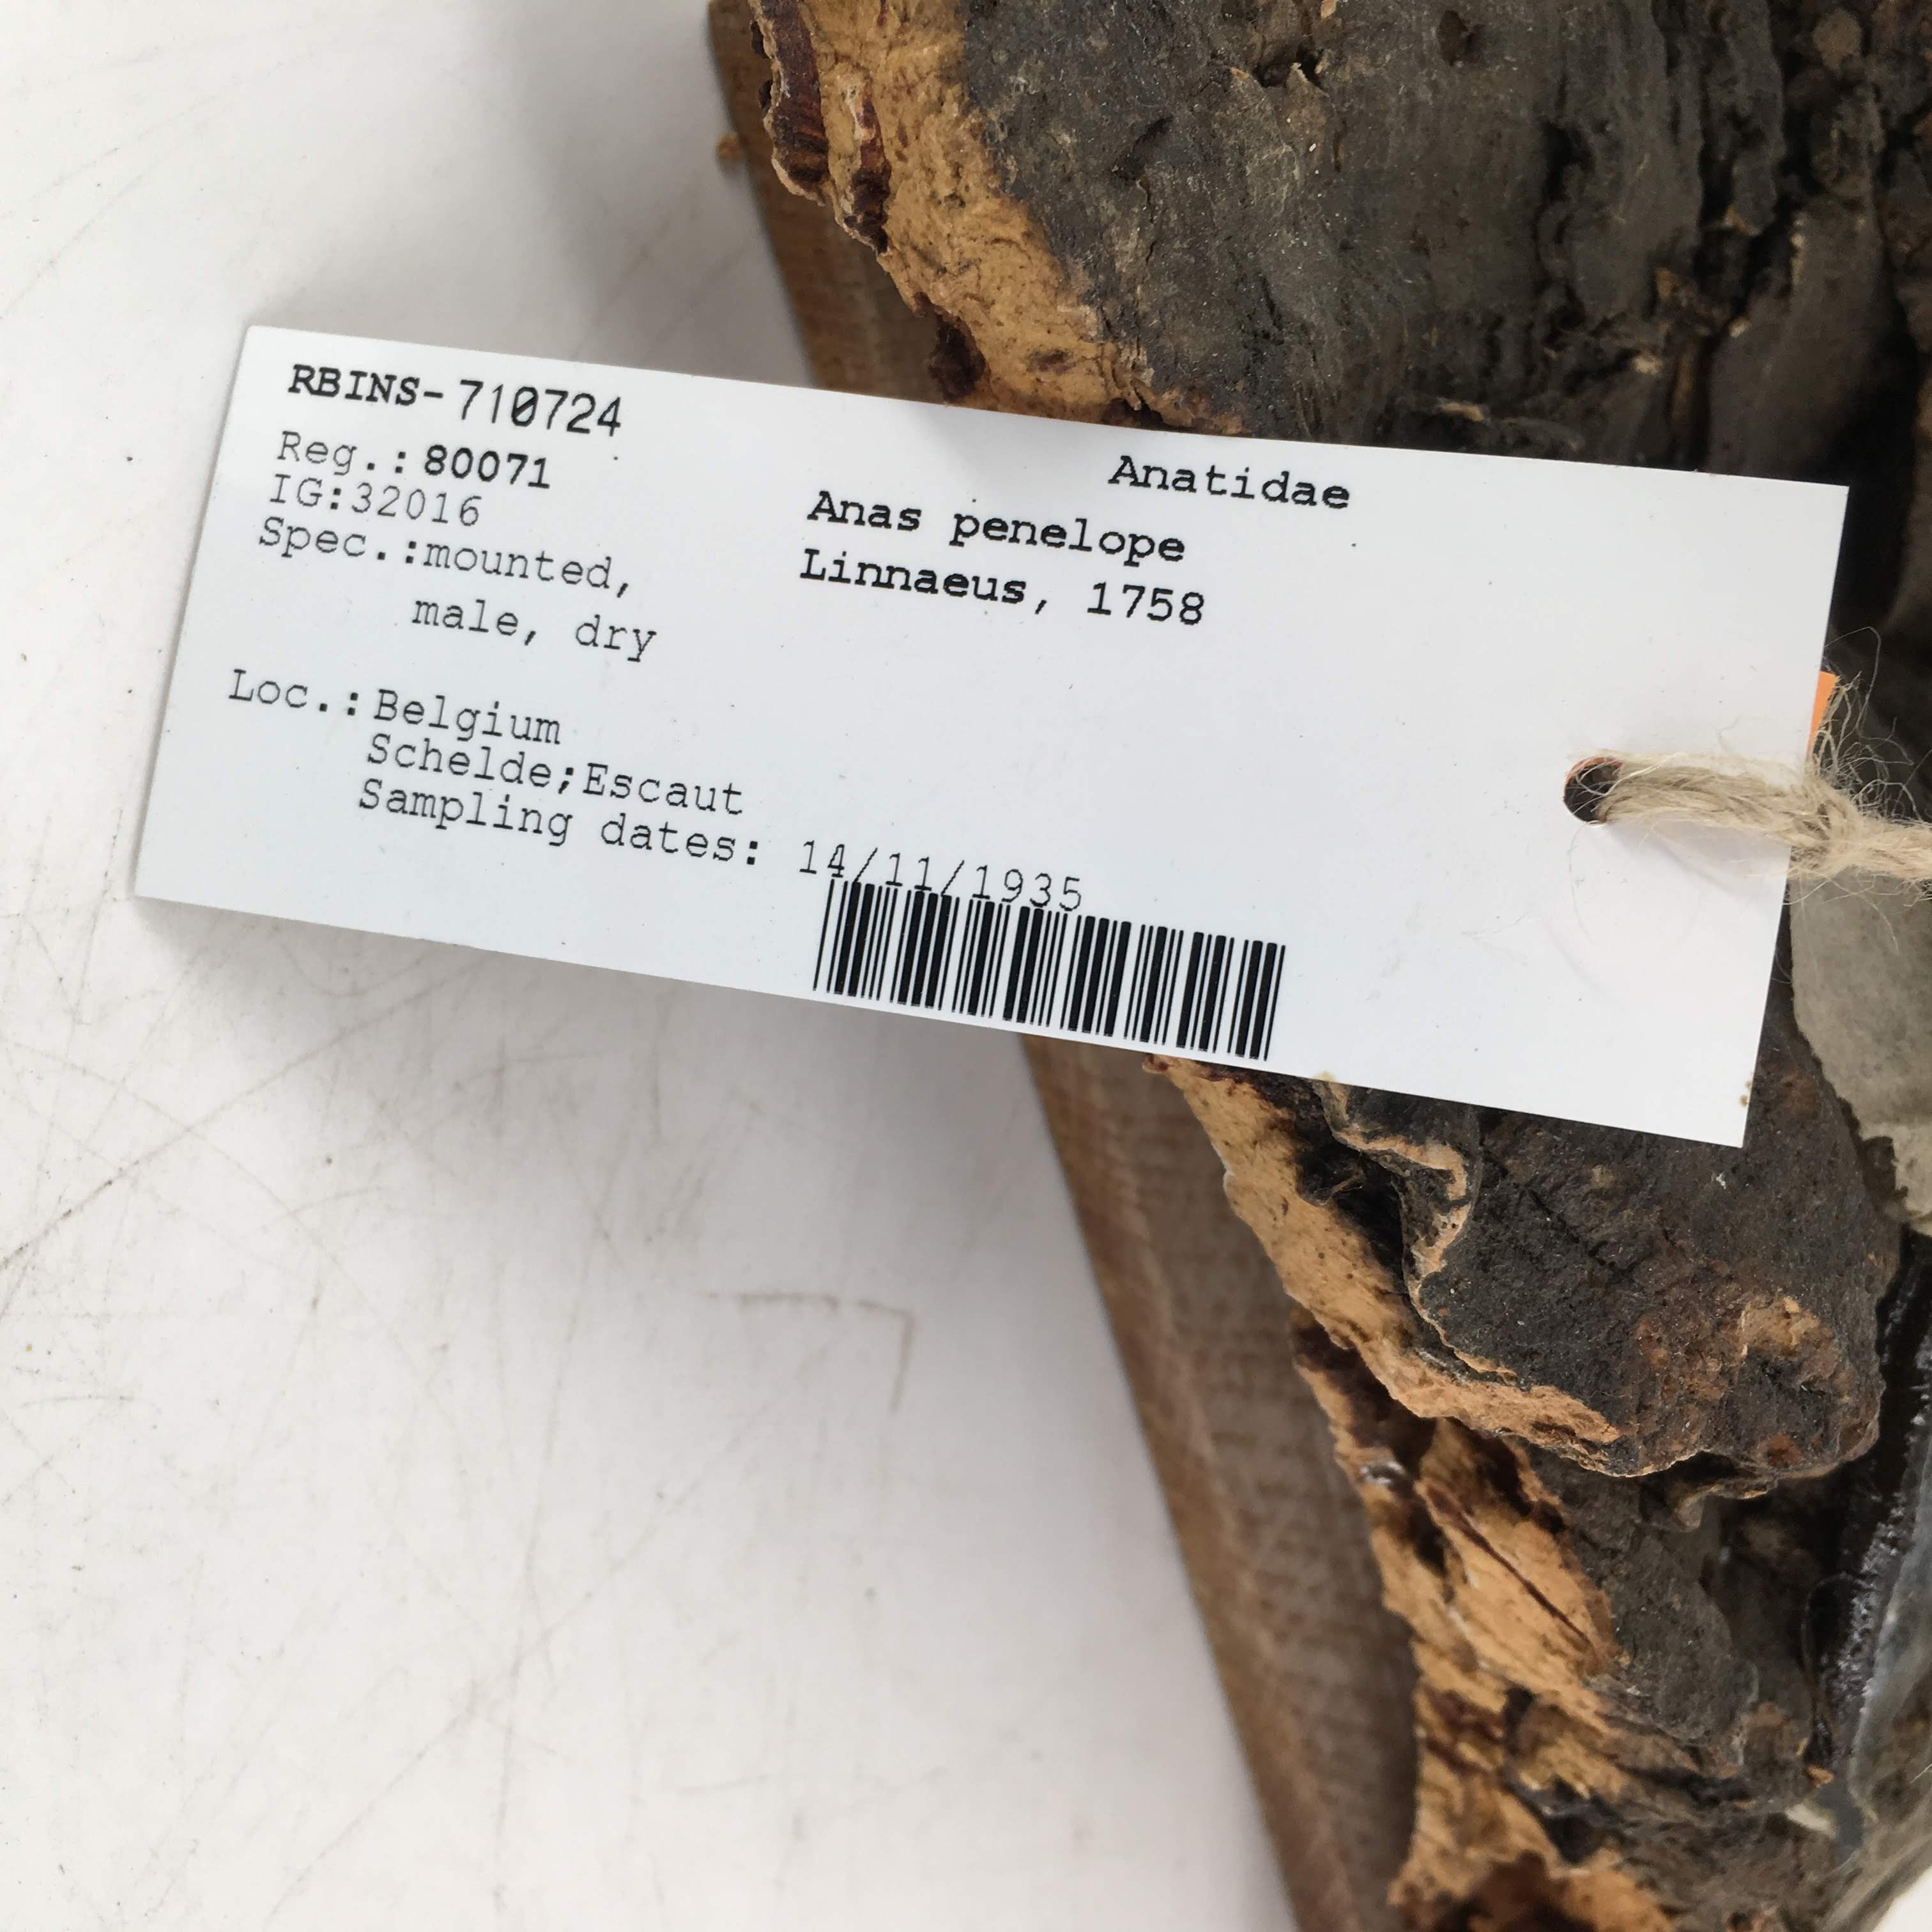 RBINS-710724
Reg.:80071
IG:32016
Spec.:mounted,
male, dry
Anatidae
Anas penelope
Linnaeus, 1758
Loc.:Belgium
Schelde;Escaut
Sampling dates: 14/11/1935